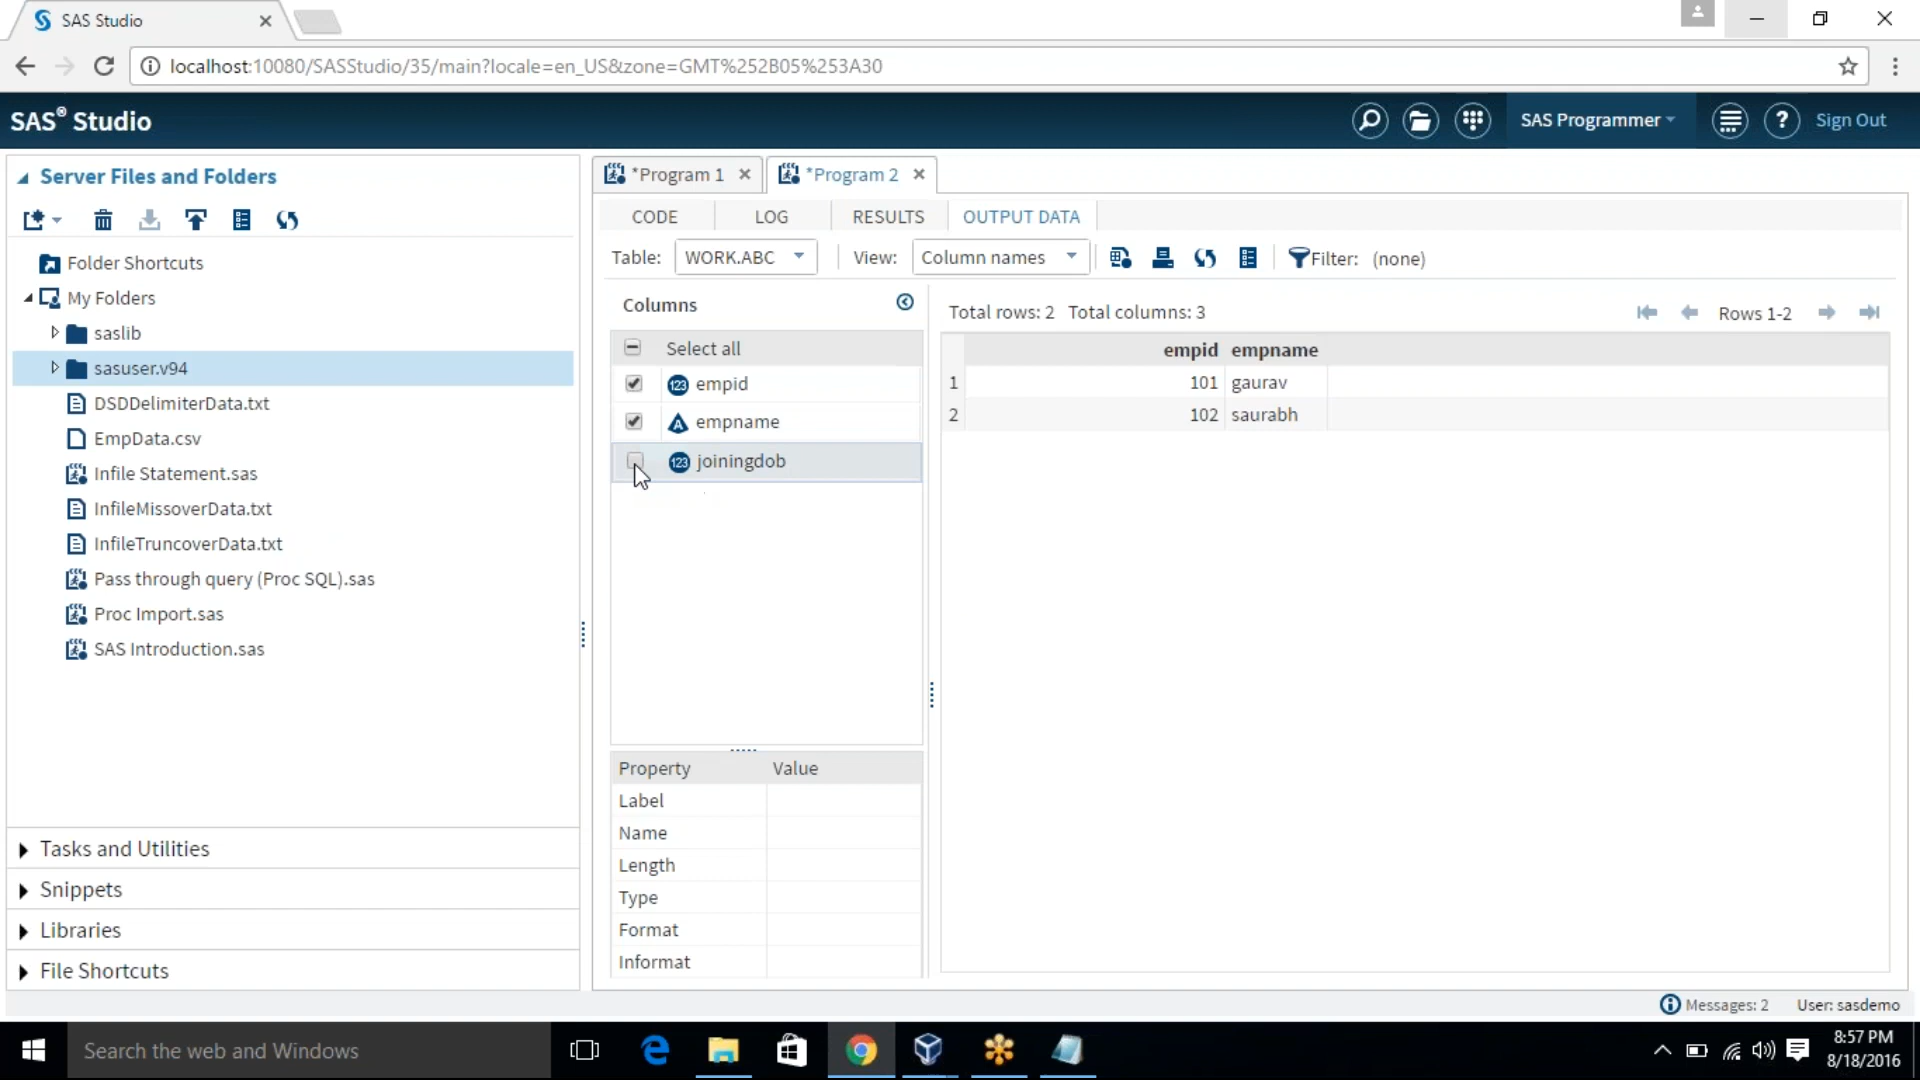 SAS Studio
localhost:10080/SASStudio/35/main?locale=en_US&zone=GMT%252B05%253A30
SAS® Studio
SAS Programmer
Sign Out
Server Files and Folders
Folder Shortcuts
My Folders
saslib
sasuser.v94
DSDDelimiterData.txt
EmpData.csv
Infile Statement.sas
InfileMissoverData.txt
InfileTruncoverData.txt
Pass through query (Proc SQL).sas
Proc Import.sas
SAS Introduction.sas
Tasks and Utilities
Snippets
Libraries
File Shortcuts
*Program 1
*Program 2
CODE LOG RESULTS OUTPUT DATA
Table: WORK.ABC View: Column names Filter: (none)
Columns
Select all
123 empid
A empname
123 joiningdob
Property Value
Label
Name
Length
Type
Format
Informat
Total rows: 2 Total columns: 3
Rows 1-2
empid empname
1 101 gaurav
2 102 saurabh
Messages: 2 User: sasdemo
Search the web and Windows
8:57 PM
8/18/2016